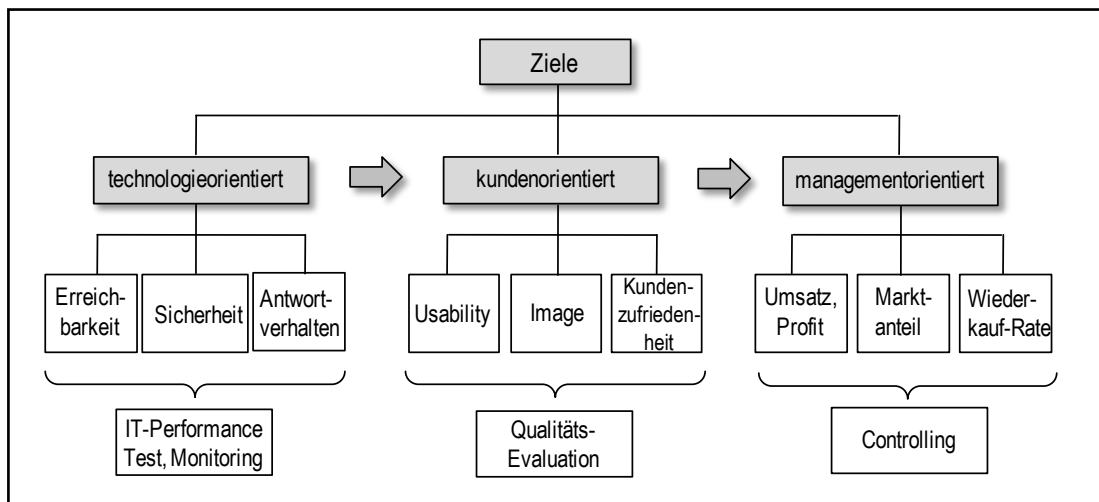 Ziele
technologieorientiert
kundenorientiert
managementorientiert
Erreich-
barkeit
Sicherheit
Antwort-
verhalten
Usability
Image
Kunden-
zufrieden-
heit
Umsatz,
Profit
Markt-
anteil
Wieder-
kauf-Rate
IT-Performance
Test, Monitoring
Qualitäts-
Evaluation
Controlling